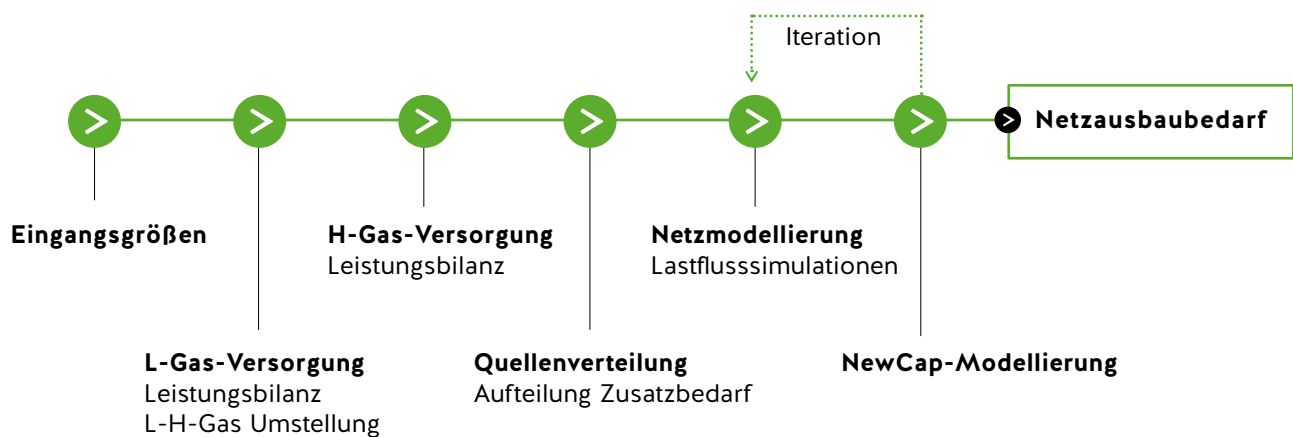 Iteration
Netzausbaubedarf
Eingangsgrößen
H-Gas-Versorgung
Leistungsbilanz
Netzmodellierung
Lastflusssimulationen
L-Gas-Versorgung
Leistungsbilanz
L-H-Gas Umstellung
Quellenverteilung
Aufteilung Zusatzbedarf
NewCap-Modellierung